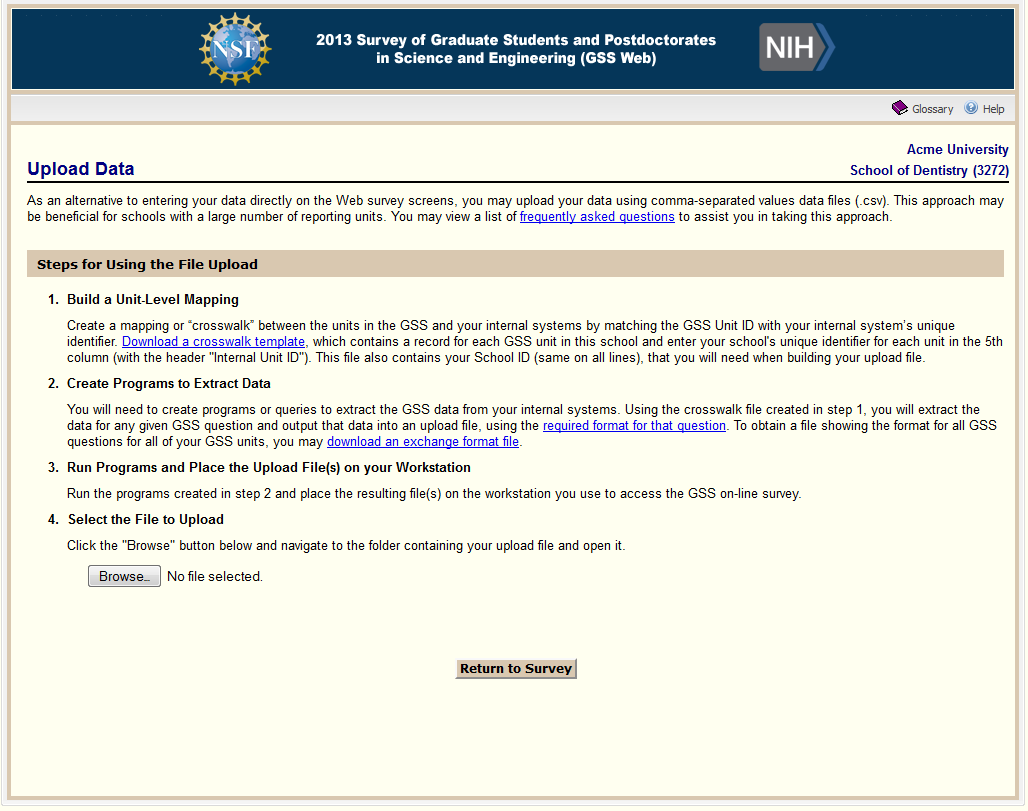 NSF
2013 Survey of Graduate Students and Postdoctorates
in Science and Engineering (GSS Web)
NIH
Glossary
Help
Acme University
Upload Data
School of Dentistry (3272)
As an alternative to entering your data directly on the Web survey screens, you may upload your data using comma-separated values data files (.csv). This approach may
be beneficial for schools with a large number of reporting units. You may view a list of frequently asked questions to assist you in taking this approach.
Steps for Using the File Upload
1. Build a Unit-Level Mapping
Create a mapping or “crosswalk” between the units in the GSS and your internal systems by matching the GSS Unit ID with your internal system’s unique
identifier. Download a crosswalk template, which contains a record for each GSS unit in this school and enter your school's unique identifier for each unit in the 5th
column (with the header "Internal Unit ID"). This file also contains your School ID (same on all lines), that you will need when building your upload file.
2. Create Programs to Extract Data
You will need to create programs or queries to extract the GSS data from your internal systems. Using the crosswalk file created in step 1, you will extract the
data for any given GSS question and output that data into an upload file, using the required format for that question. To obtain a file showing the format for all GSS
questions for all of your GSS units, you may download an exchange format file.
3. Run Programs and Place the Upload File(s) on your Workstation
Run the programs created in step 2 and place the resulting file(s) on the workstation you use to access the GSS on-line survey.
4. Select the File to Upload
Click the "Browse" button below and navigate to the folder containing your upload file and open it.
Browse... No file selected.
Return to Survey